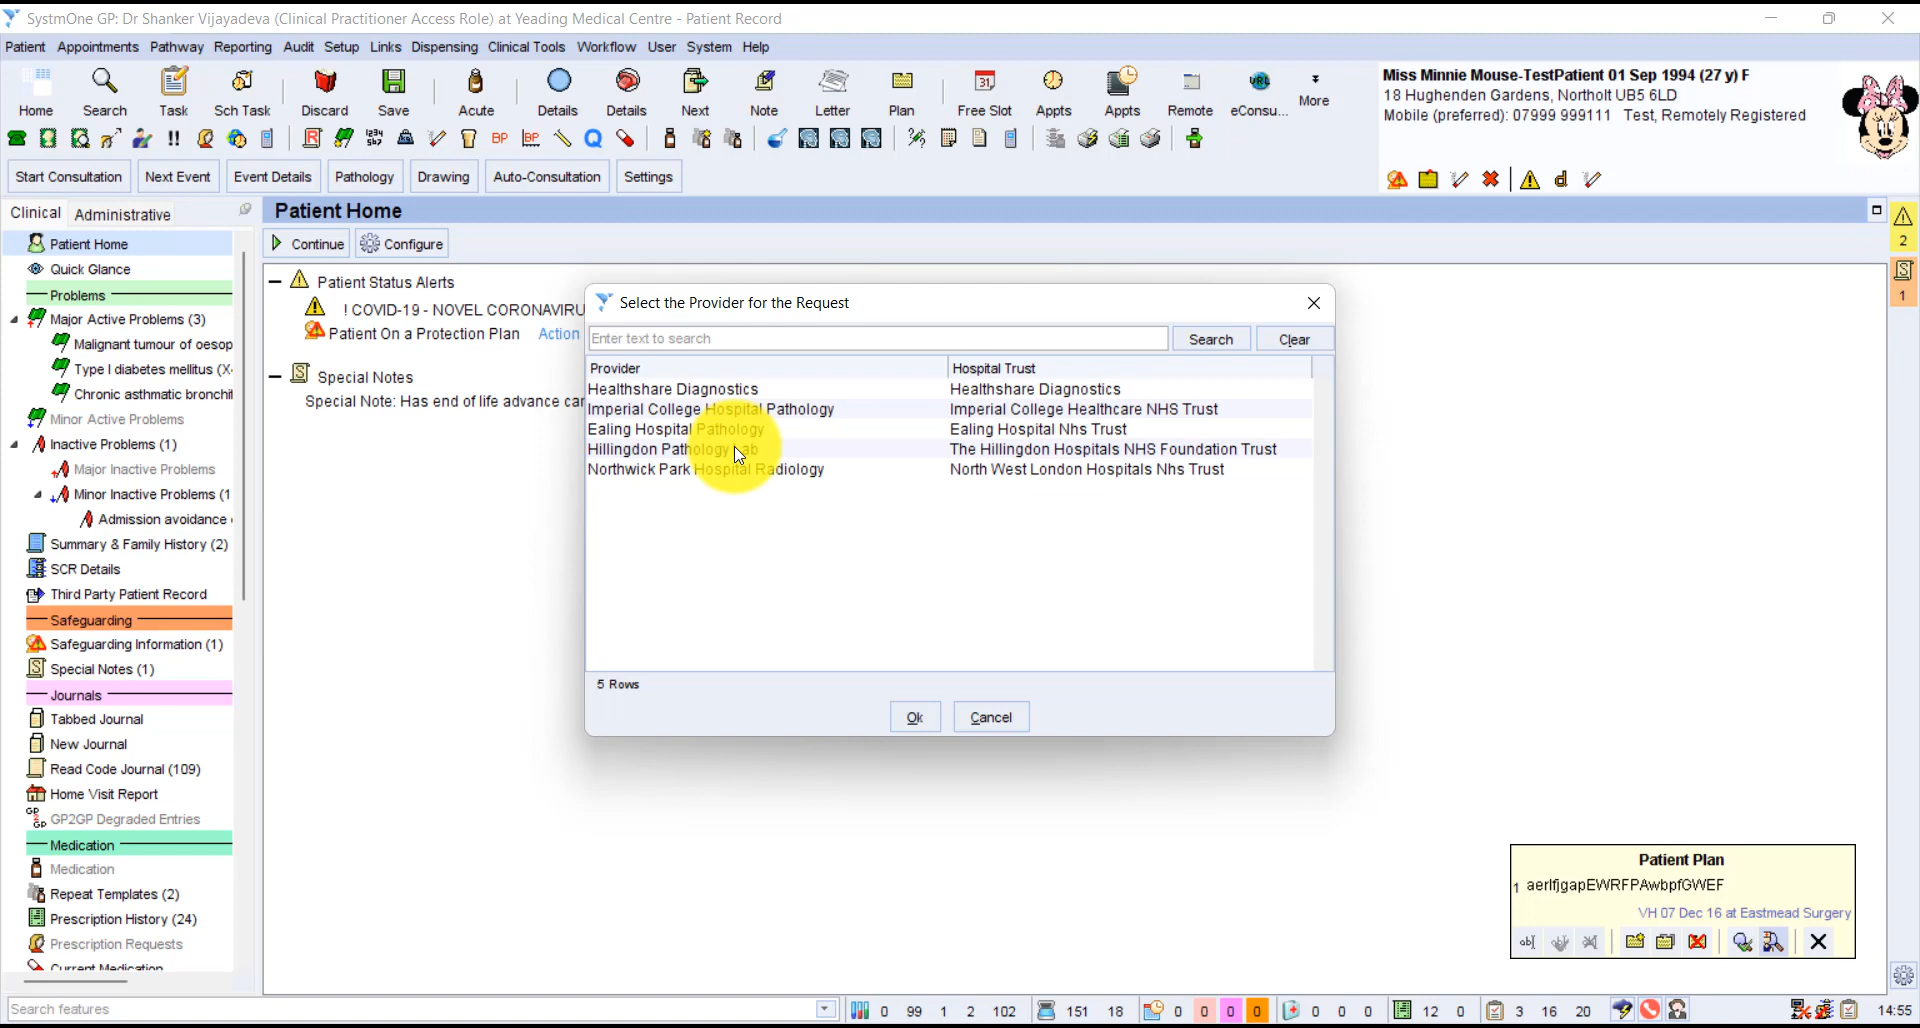 SystmOne GP: Dr Shanker Vijayadeva (Clinical Practitioner Access Role) at Yeading Medical Centre - Patient Record
Patient Appointments Pathway Reporting Audit Setup Links Dispensing Clinical Tools Workflow User System Help
Home Search Task Sch Task Discard Save Acute Details Details Next Note Letter Plan Free Slot Appts Appts Remote eConsu... More
Miss Minnie Mouse-TestPatient 01 Sep 1994 (27 y) F
18 Hughenden Gardens, Northolt UB5 6LD
Mobile (preferred): 07999 999111 Test, Remotely Registered
Start Consultation Next Event Event Details Pathology Drawing Auto-Consultation Settings
Clinical Administrative
Patient Home
Continue Configure
Patient Home
Quick Glance
Problems
Major Active Problems (3)
Malignant tumour of oesop
Type I diabetes mellitus (X
Chronic asthmatic bronchit
Minor Active Problems
Inactive Problems (1)
Major Inactive Problems
Minor Inactive Problems (1
Admission avoidance
Summary & Family History (2)
SCR Details
Third Party Patient Record
Safeguarding
Safeguarding Information (1)
Special Notes (1)
Journals
Tabbed Journal
New Journal
Read Code Journal (109)
Home Visit Report
GP2GP Degraded Entries
Medication
Medication
Repeat Templates (2)
Prescription History (24)
Prescription Requests
Current Medication
Patient Status Alerts
! COVID-19 - NOVEL CORONAVIRU
Patient On a Protection Plan Action
Special Notes
Special Note: Has end of life advance car
Select the Provider for the Request
Enter text to search Search Clear
Provider Hospital Trust
Healthshare Diagnostics Healthshare Diagnostics
Imperial College Hospital Pathology Imperial College Healthcare NHS Trust
Ealing Hospital Pathology Ealing Hospital Nhs Trust
Hillingdon Pathology Lab The Hillingdon Hospitals NHS Foundation Trust
Northwick Park Hospital Radiology North West London Hospitals Nhs Trust
5 Rows
Ok Cancel
2
1
Patient Plan
1 aerlfjgapEWRFPAwbpfGWEF
VH 07 Dec 16 at Eastmead Surgery
Search features 0 99 1 2 102 151 18 0 0 0 0 0 0 0 12 0 3 16 20 14:55